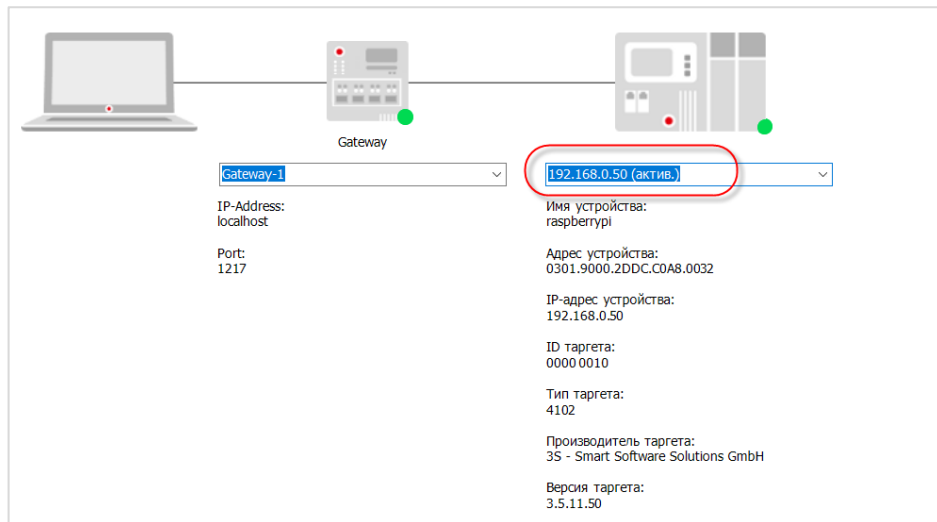 Gateway
Gateway-1
192.168.0.50 (актив.)
IP-Address:
localhost
Port:
1217
Имя устройства:
raspberrypi
Адрес устройства:
0301.9000.2DDC.C0A8.0032
IP-адрес устройства:
192.168.0.50
ID таргета:
0000 0010
Тип таргета:
4102
Производитель таргета:
3S - Smart Software Solutions GmbH
Версия таргета:
3.5.11.50